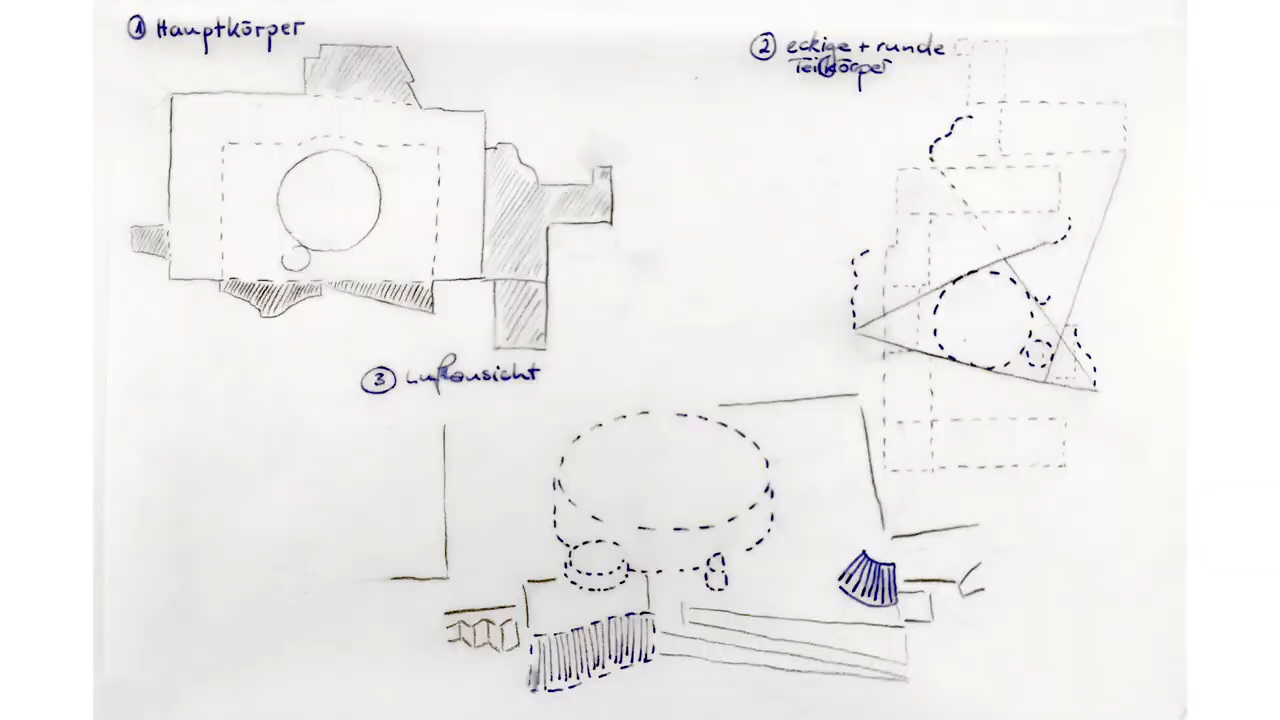 ① Hauptkörper
② eckige + runde
Teilkörper
③ Luftansicht